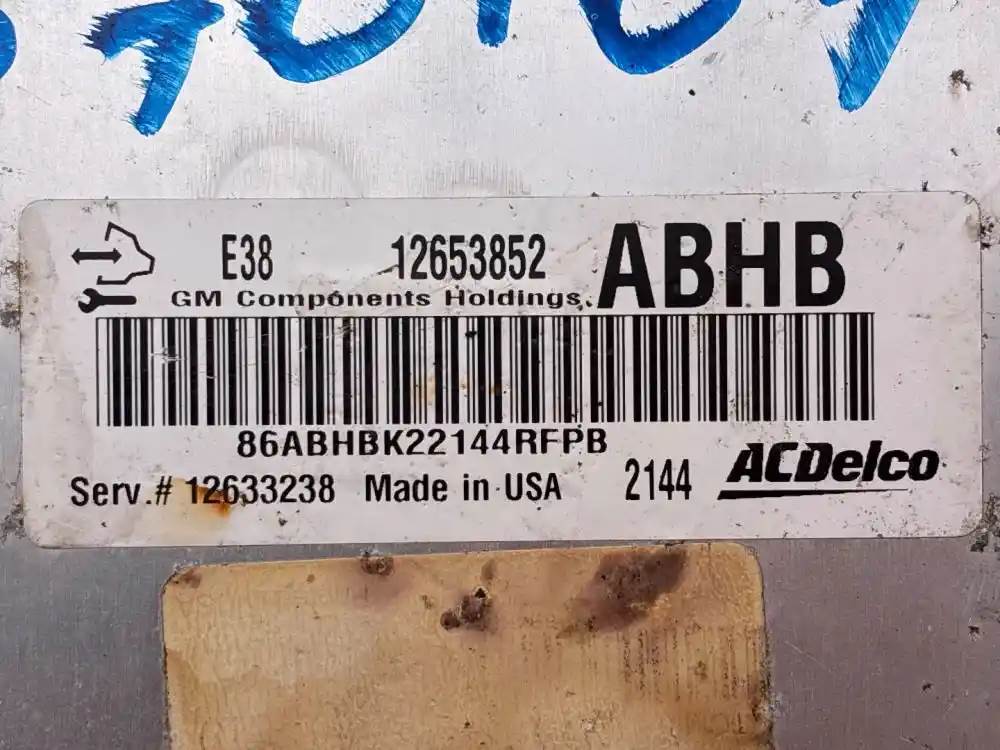 E38 12653852 ABHB
GM Components Holdings.
86ABHBK22144RFPB
Serv.# 12633238 Made in USA 2144 ACDelco